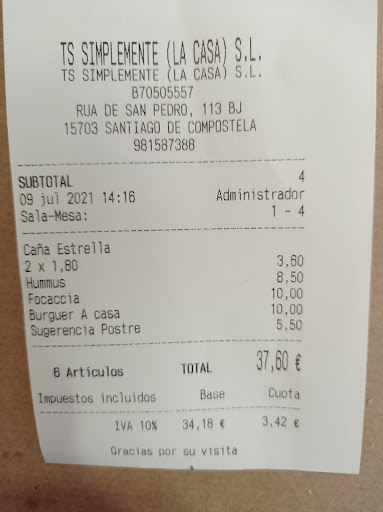 TS SIMPLEMENTE (LA CASA) S.L.
TS SIMPLEMENTE (LA CASA) S.L.
B70505557
RUA DE SAN PEDRO, 113 BJ
15703 SANTIAGO DE COMPOSTELA
981587388
SUBTOTAL 4
09 jul 2021 14:16 Administrador
Sala-Mesa: 1 - 4
Caña Estrella
2 x 1,80 3,60
Hummus 8,50
Focaccia 10,00
Burguer A casa 10,00
Sugerencia Postre 5,50
6 Artículos TOTAL 37,60 €
Impuestos incluidos Base Cuota
IVA 10% 34,18 € 3,42 €
Gracias por su visita